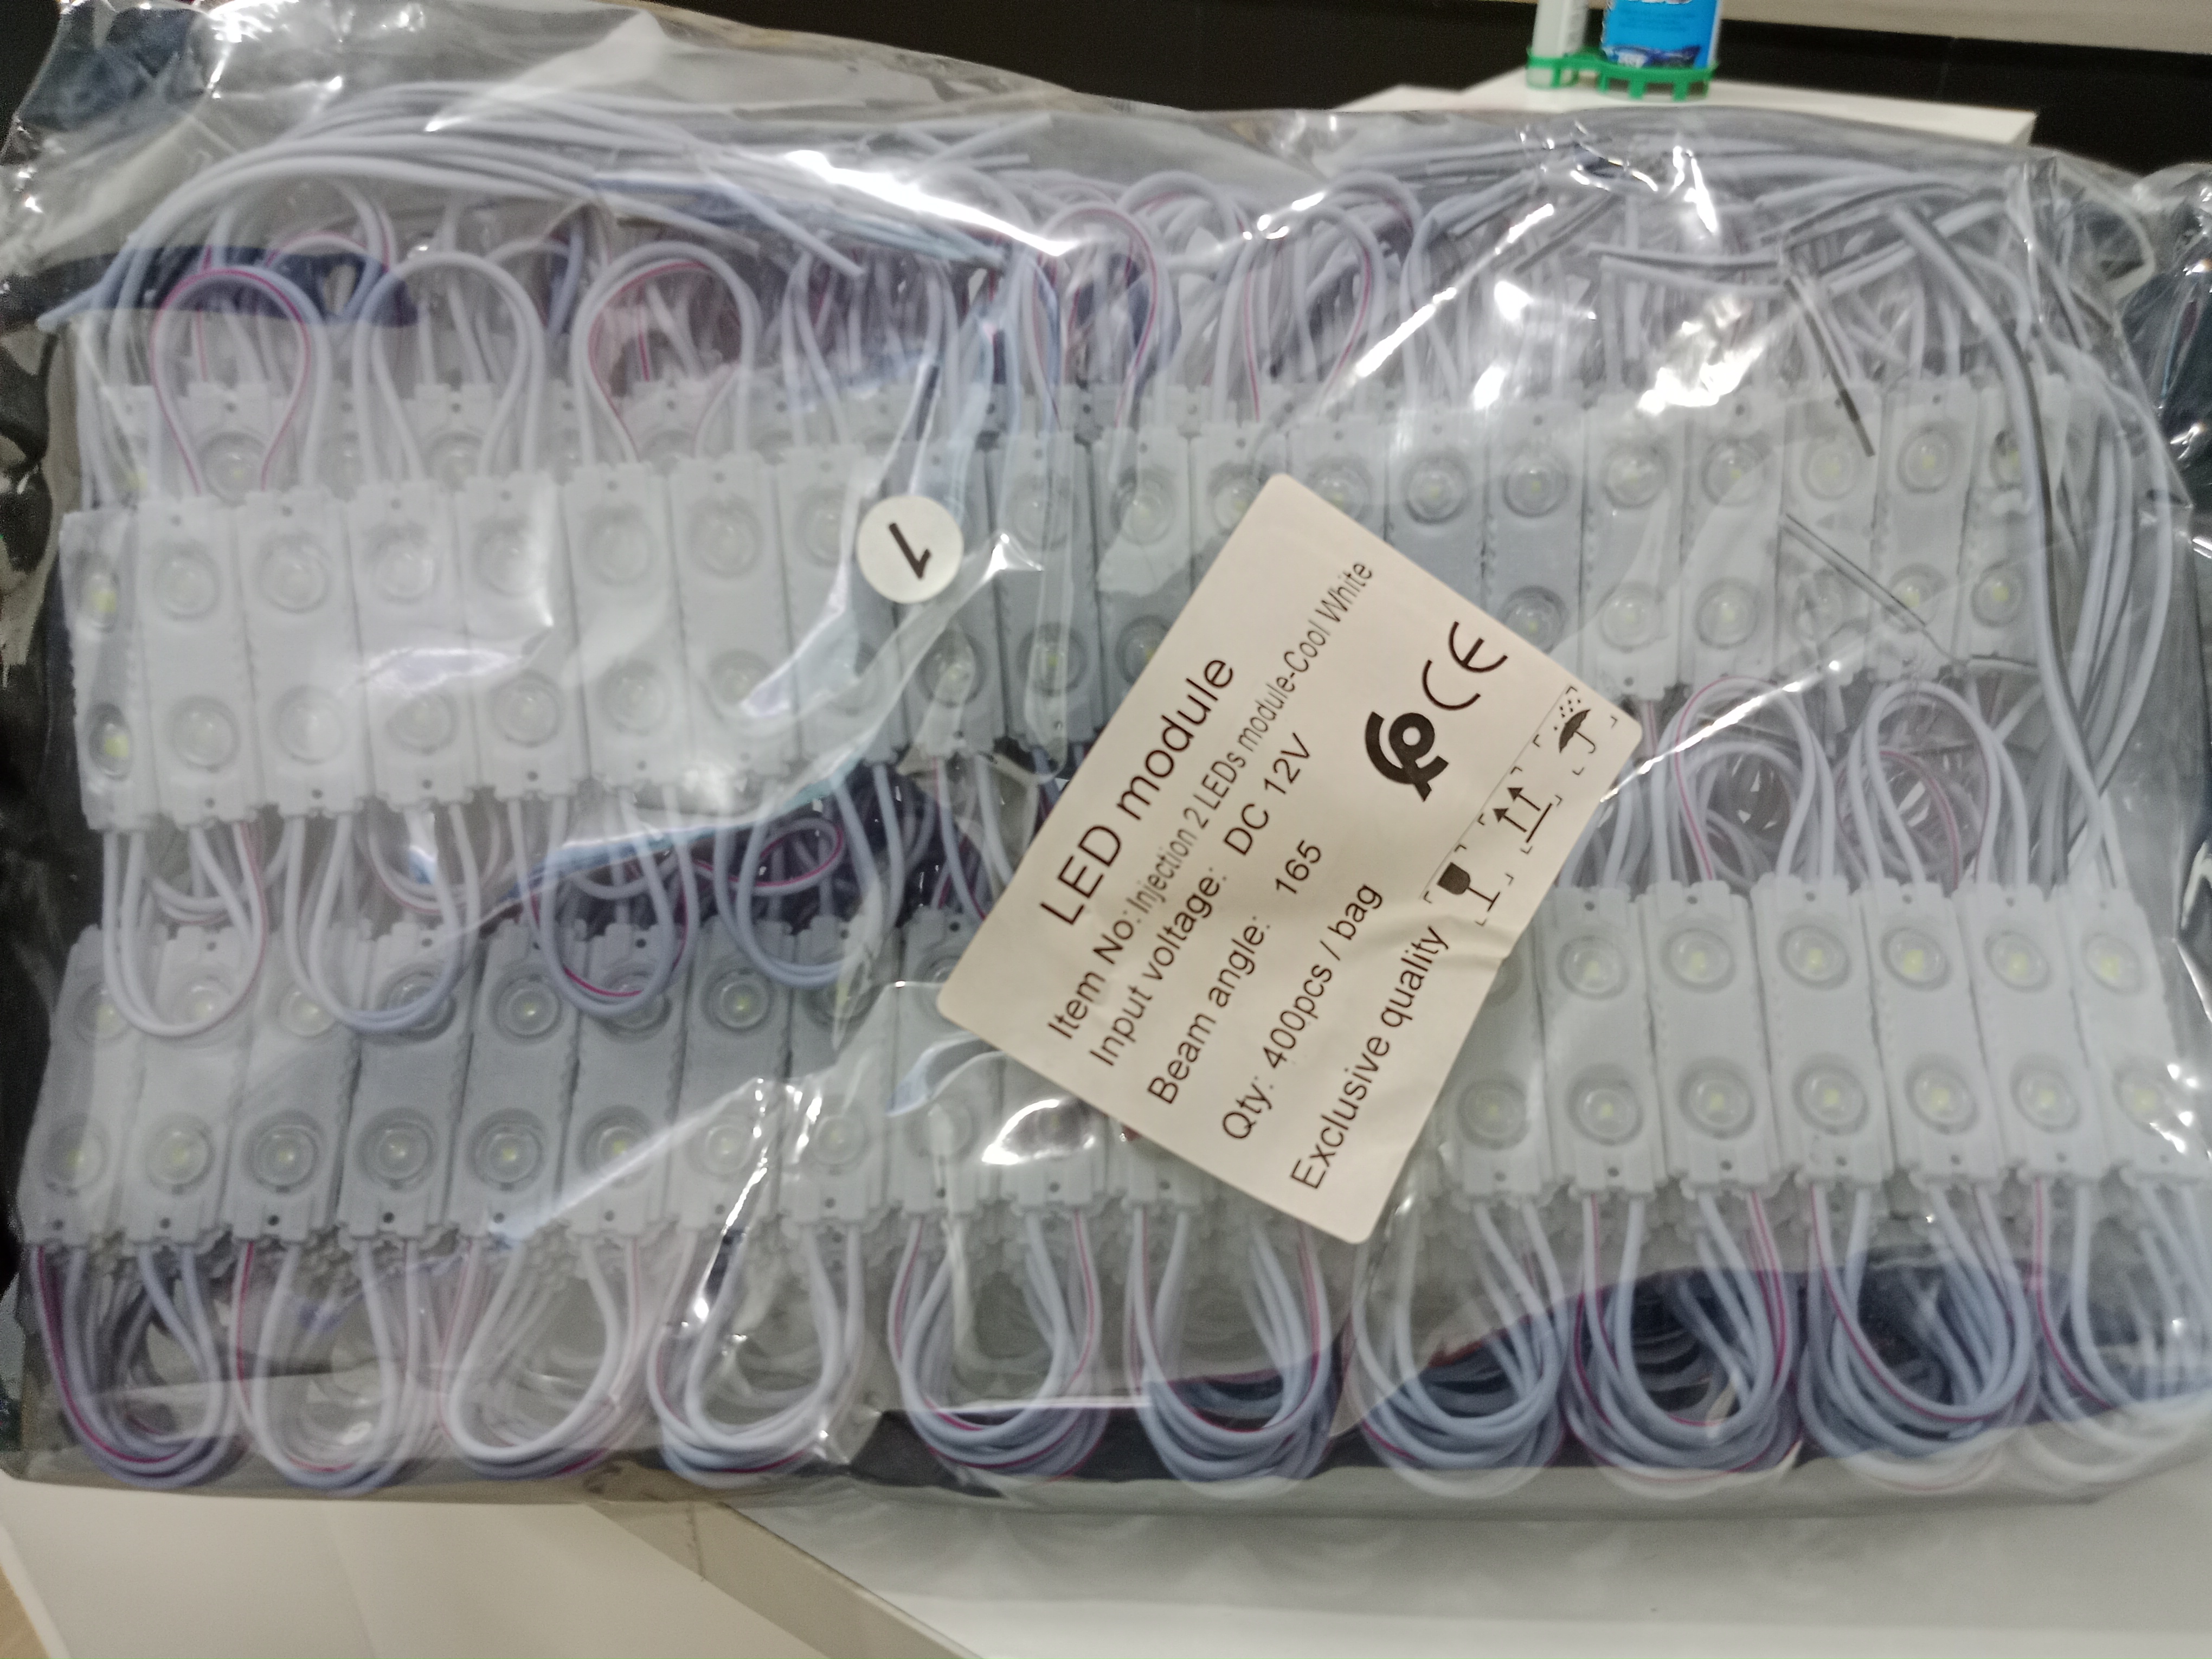 LED module
Item No: Injection 2 LEDs module-Cool White
Input voltage: DC 12V
Beam angle: 165
Qty: 400pcs / bag
Exclusive quality
CE
1